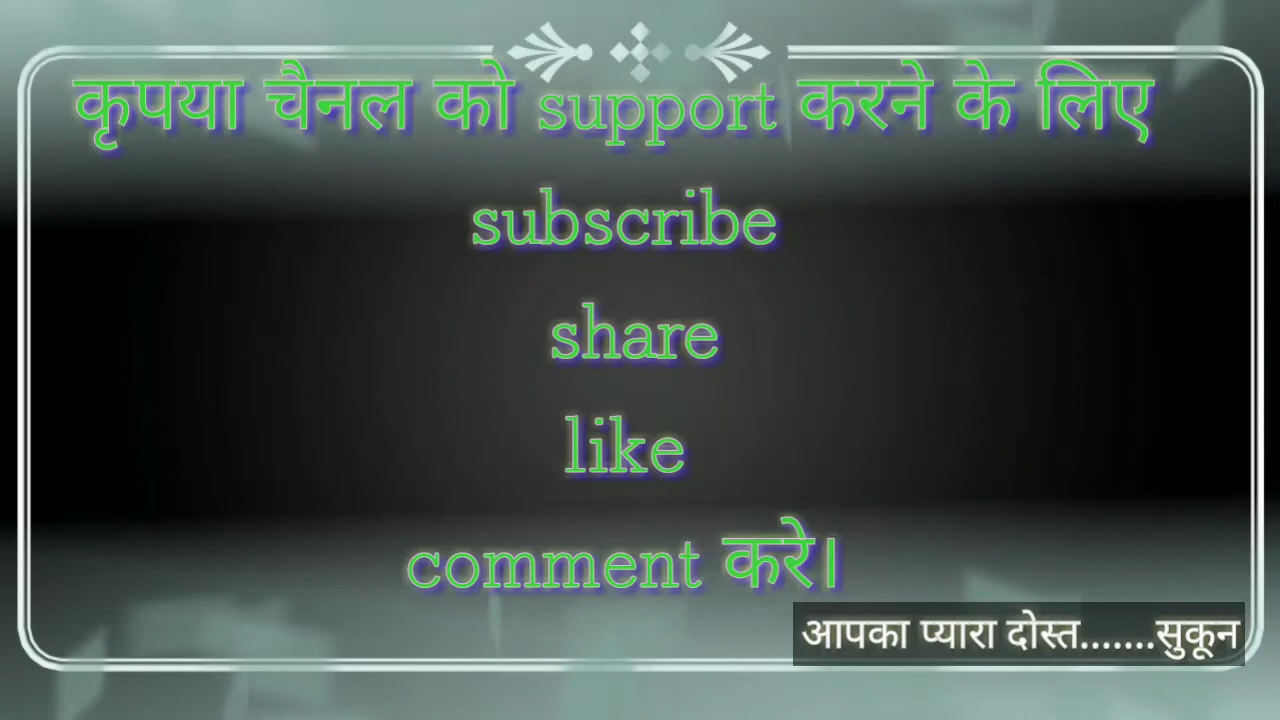 कृपया चैनल को support करने के लिए
subscribe
share
like
comment करे।
आपका प्यारा दोस्त.......सुकून